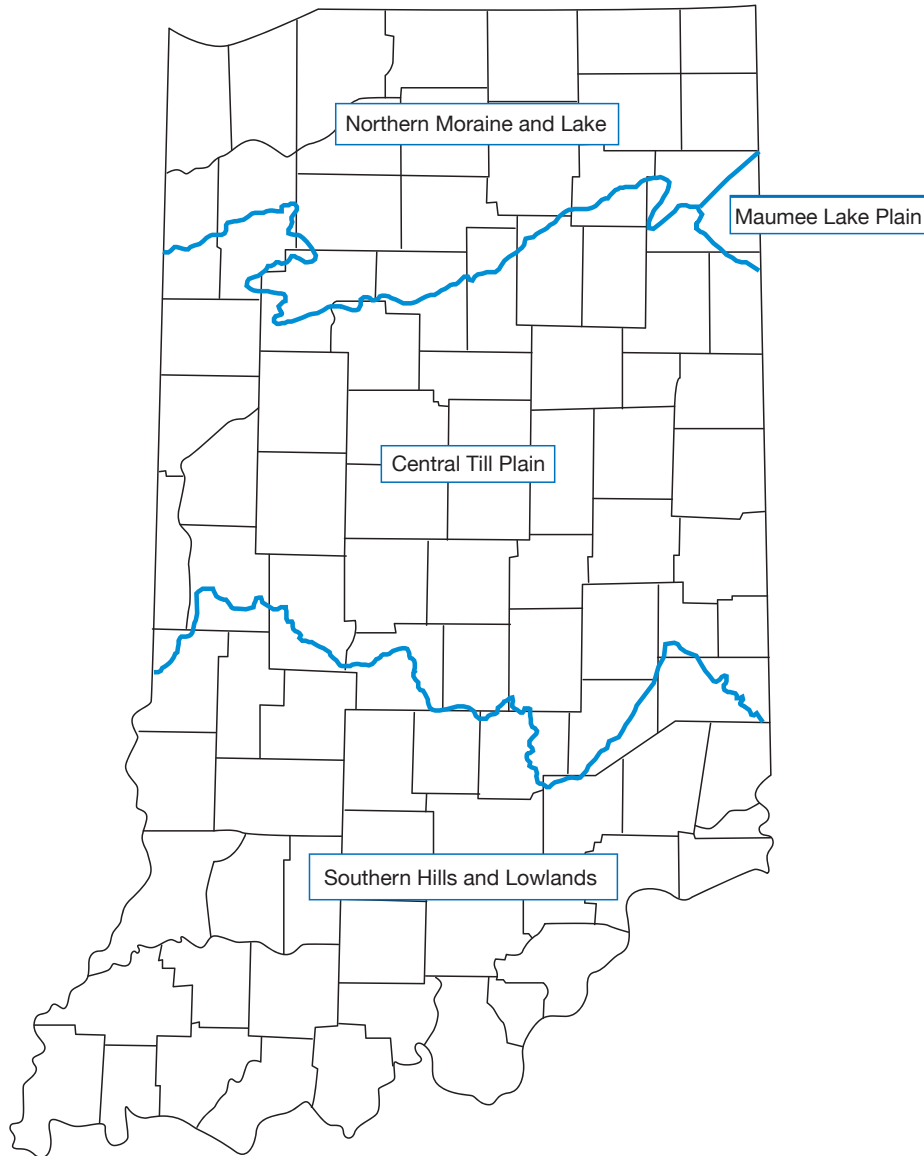 Northern Moraine and Lake
Maumee Lake Plain
Central Till Plain
Southern Hills and Lowlands